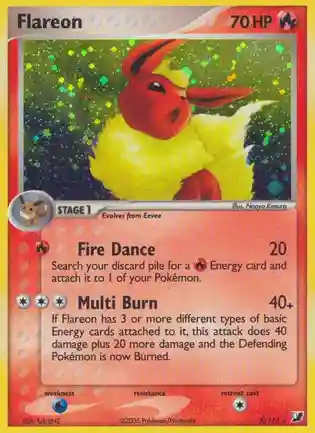 Flareon 70 HP
Illus. Naoyo Kimura
STAGE 1
Evolves from Eevee
Fire Dance 20
Search your discard pile for a Energy card and
attach it to 1 of your Pokémon.
Multi Burn 40+
If Flareon has 3 or more different types of basic
Energy cards attached to it, this attack does 40
damage plus 20 more damage and the Defending
Pokémon is now Burned.
weakness resistance retreat cost
©2005 Pokémon/Nintendo